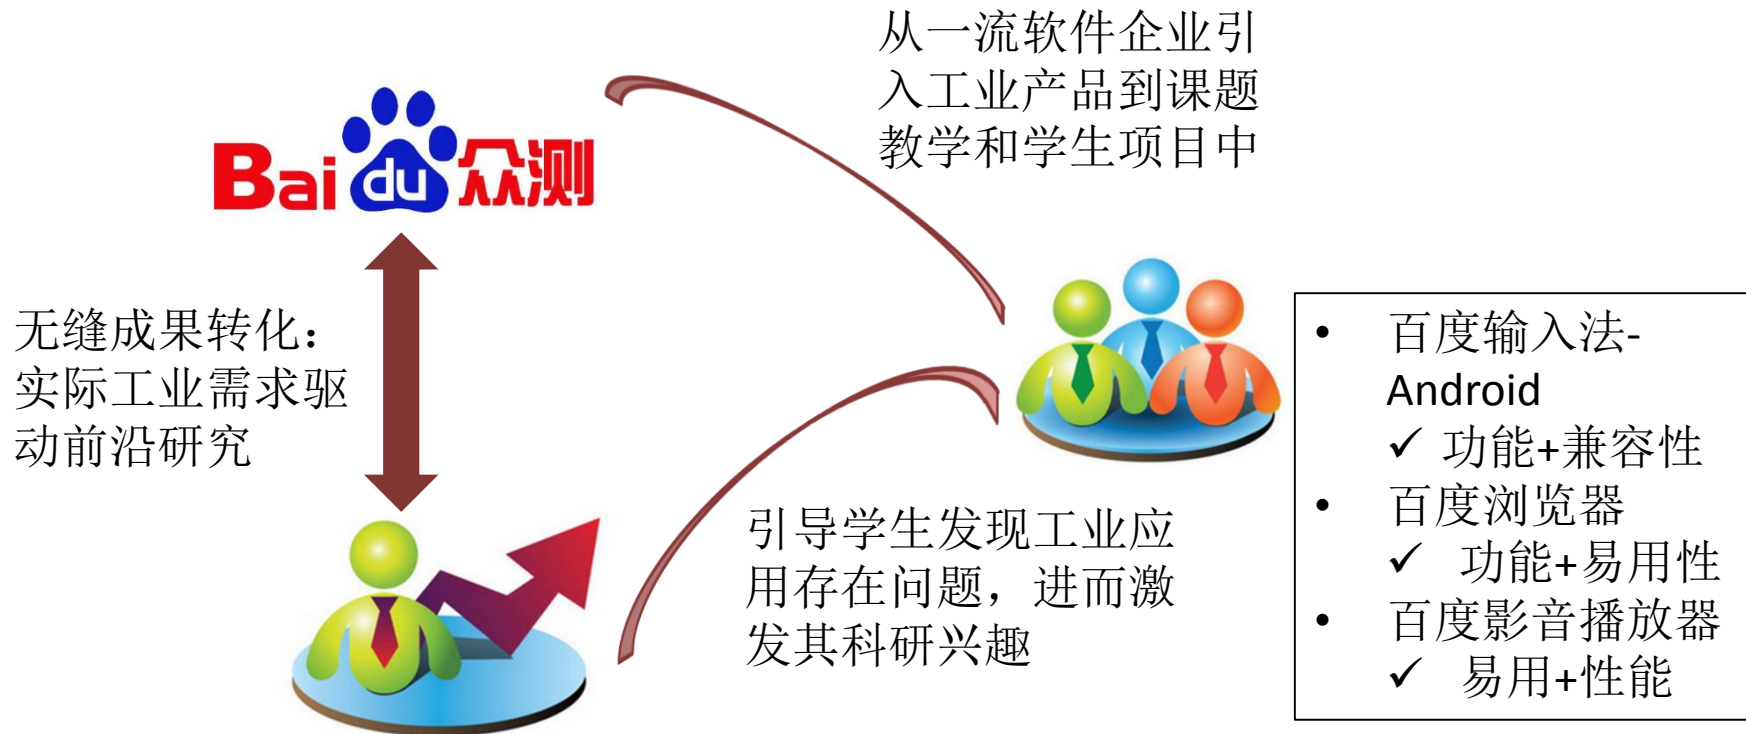 从一流软件企业引
入工业产品到课题
教学和学生项目中
Baidu众测
无缝成果转化：
实际工业需求驱
动前沿研究
引导学生发现工业应
用存在问题，进而激
发其科研兴趣
• 百度输入法-
Android
✓ 功能+兼容性
• 百度浏览器
✓ 功能+易用性
• 百度影音播放器
✓ 易用+性能